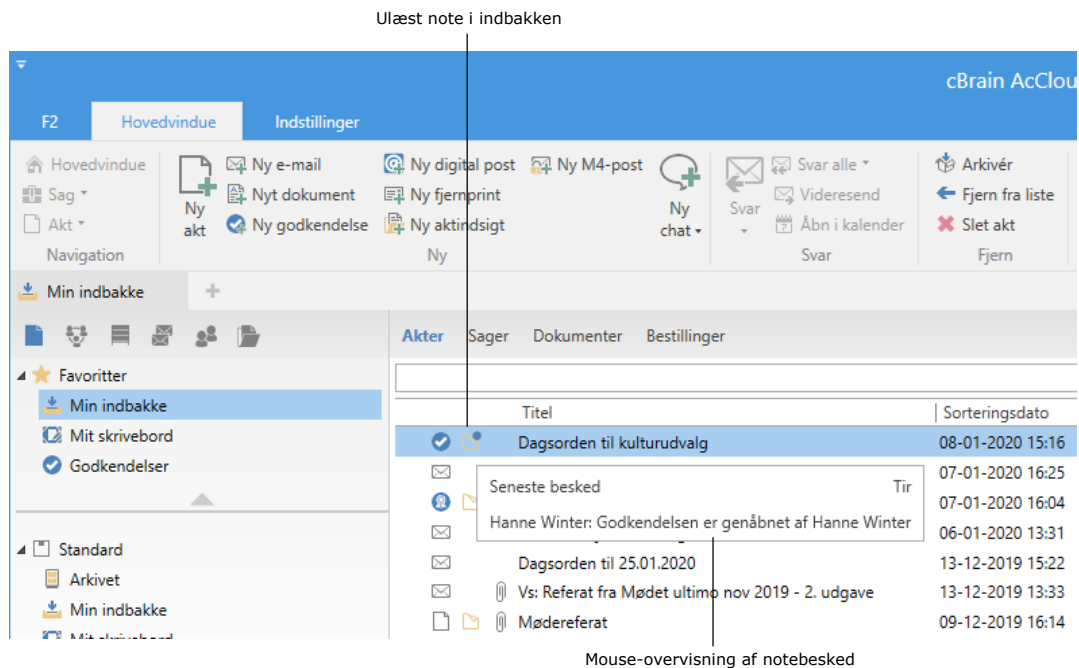 Ulæst note i indbakken
cBrain AcClou
F2 Hovedvindue Indstillinger
Hovedvindue Ny e-mail Ny digital post Ny M4-post Svar alle Arkivér
Sag Nyt dokument Ny fjernprint Videresend Fjern fra liste
Ny akt Ny chat Svar
Akt Ny godkendelse Ny aktindsigt Åbn i kalender Slet akt
Navigation Ny Svar Fjern
Min indbakke +
Akter Sager Dokumenter Bestillinger
Favoritter
Min indbakke
Mit skrivebord
Godkendelser
Standard
Arkivet
Min indbakke
Mit skrivebord
Titel Sorteringsdato
Dagsorden til kulturudvalg 08-01-2020 15:16
07-01-2020 16:25
Seneste besked Tir
07-01-2020 16:04
Hanne Winter: Godkendelsen er genåbnet af Hanne Winter
06-01-2020 13:31
Dagsorden til 25.01.2020 13-12-2019 15:22
Vs: Referat fra Mødet ultimo nov 2019 - 2. udgave 13-12-2019 13:33
Mødereferat 09-12-2019 16:14
Mouse-overvisning af notebesked